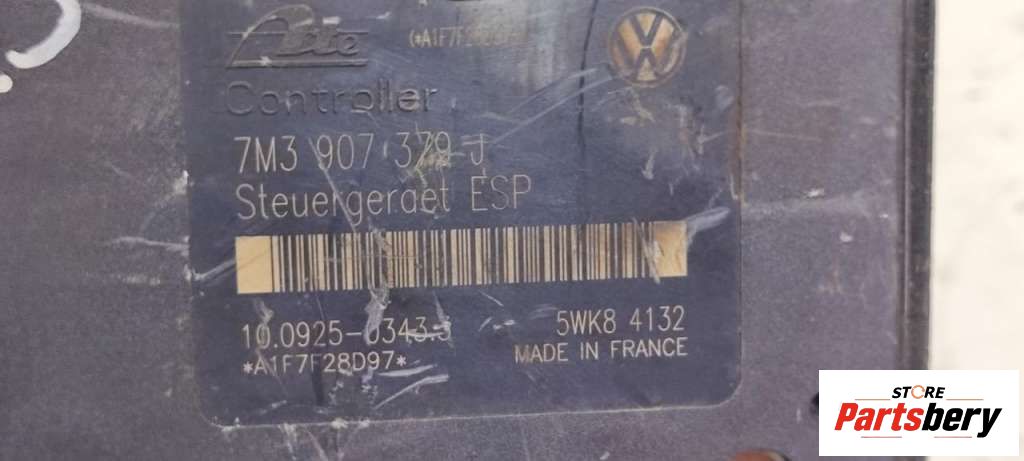 Ate
(*A1F7F28D97*)
Controller
7M3 907 379 J
Steuergeraet ESP
10.0925-0343.3
5WK8 4132
*A1F7F28D97*
MADE IN FRANCE
STORE
Partsbery